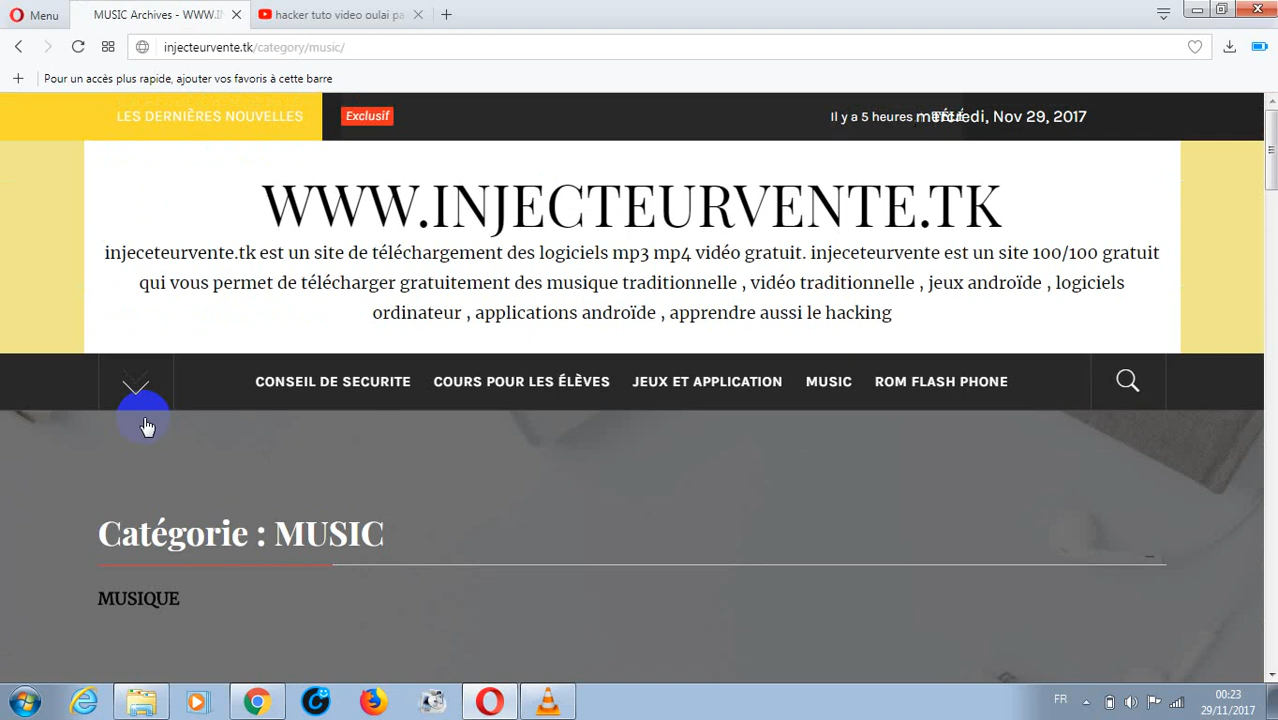 Menu
MUSIC Archives - WWW.IN
hacker tuto video oulai pa
injecteurvente.tk/category/music/
Pour un accès plus rapide, ajouter vos favoris à cette barre
LES DERNIÈRES NOUVELLES
Exclusif
Il y a 5 heures
mercredi, Nov 29, 2017
WWW.INJECTEURVENTE.TK
injeceteurvente.tk est un site de téléchargement des logiciels mp3 mp4 vidéo gratuit. injeceteurvente est un site 100/100 gratuit
qui vous permet de télécharger gratuitement des musique traditionnelle , vidéo traditionnelle , jeux androïde , logiciels
ordinateur , applications androïde , apprendre aussi le hacking
CONSEIL DE SECURITE
COURS POUR LES ÉLÈVES
JEUX ET APPLICATION
MUSIC
ROM FLASH PHONE
Catégorie : MUSIC
MUSIQUE
FR
00:23
29/11/2017